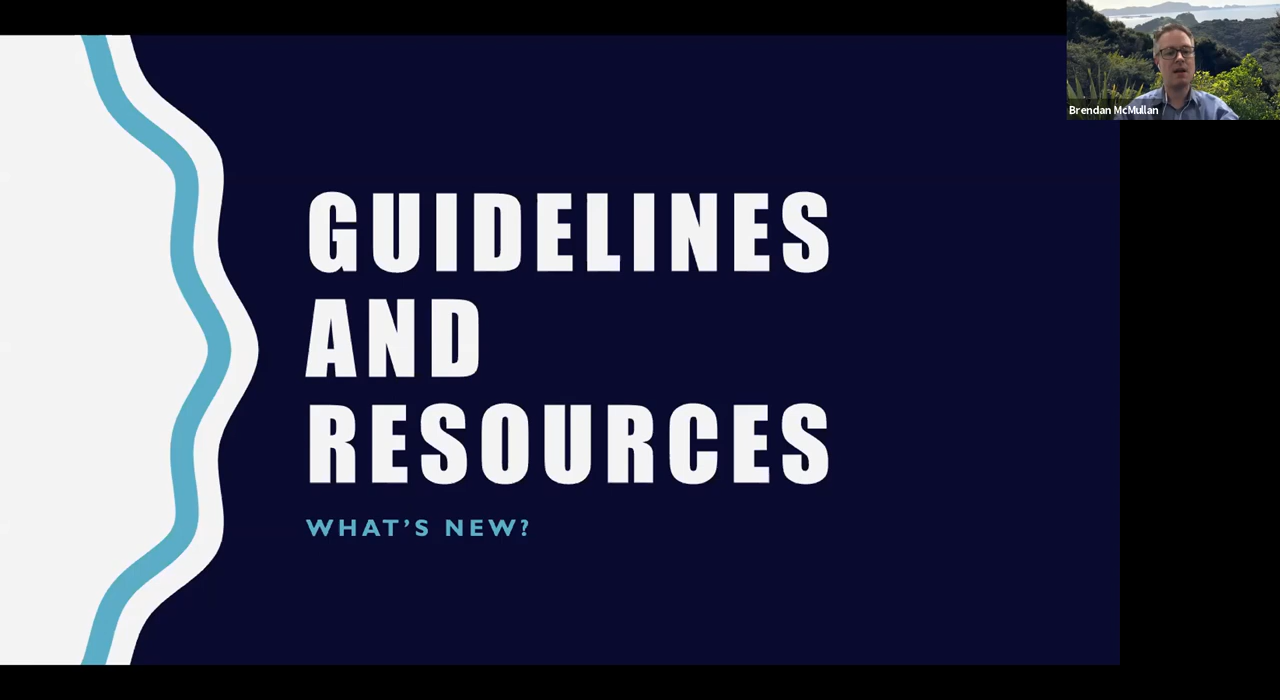 Brendan McMullan
GUIDELINES
AND
RESOURCES
WHAT'S NEW?